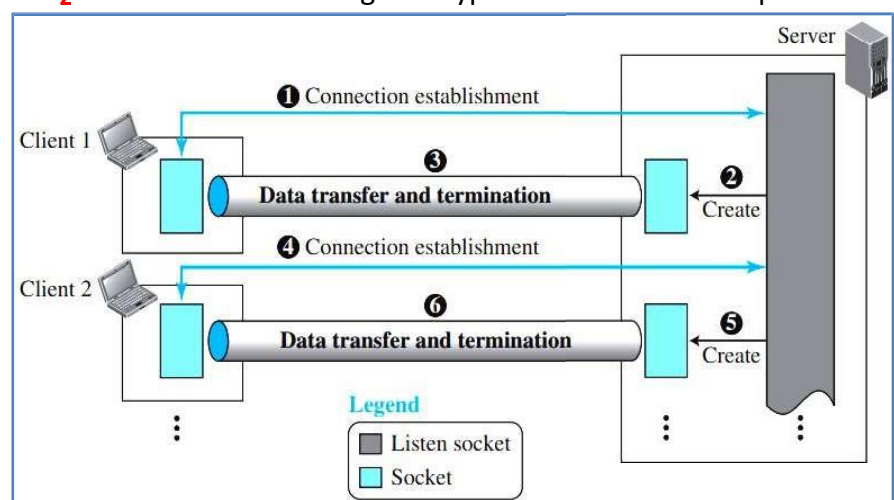 2
Server
❶ Connection establishment
Client 1
❸
Data transfer and termination
❷
Create
❹ Connection establishment
Client 2
❻
Data transfer and termination
❺
Create
Legend
Listen socket
Socket